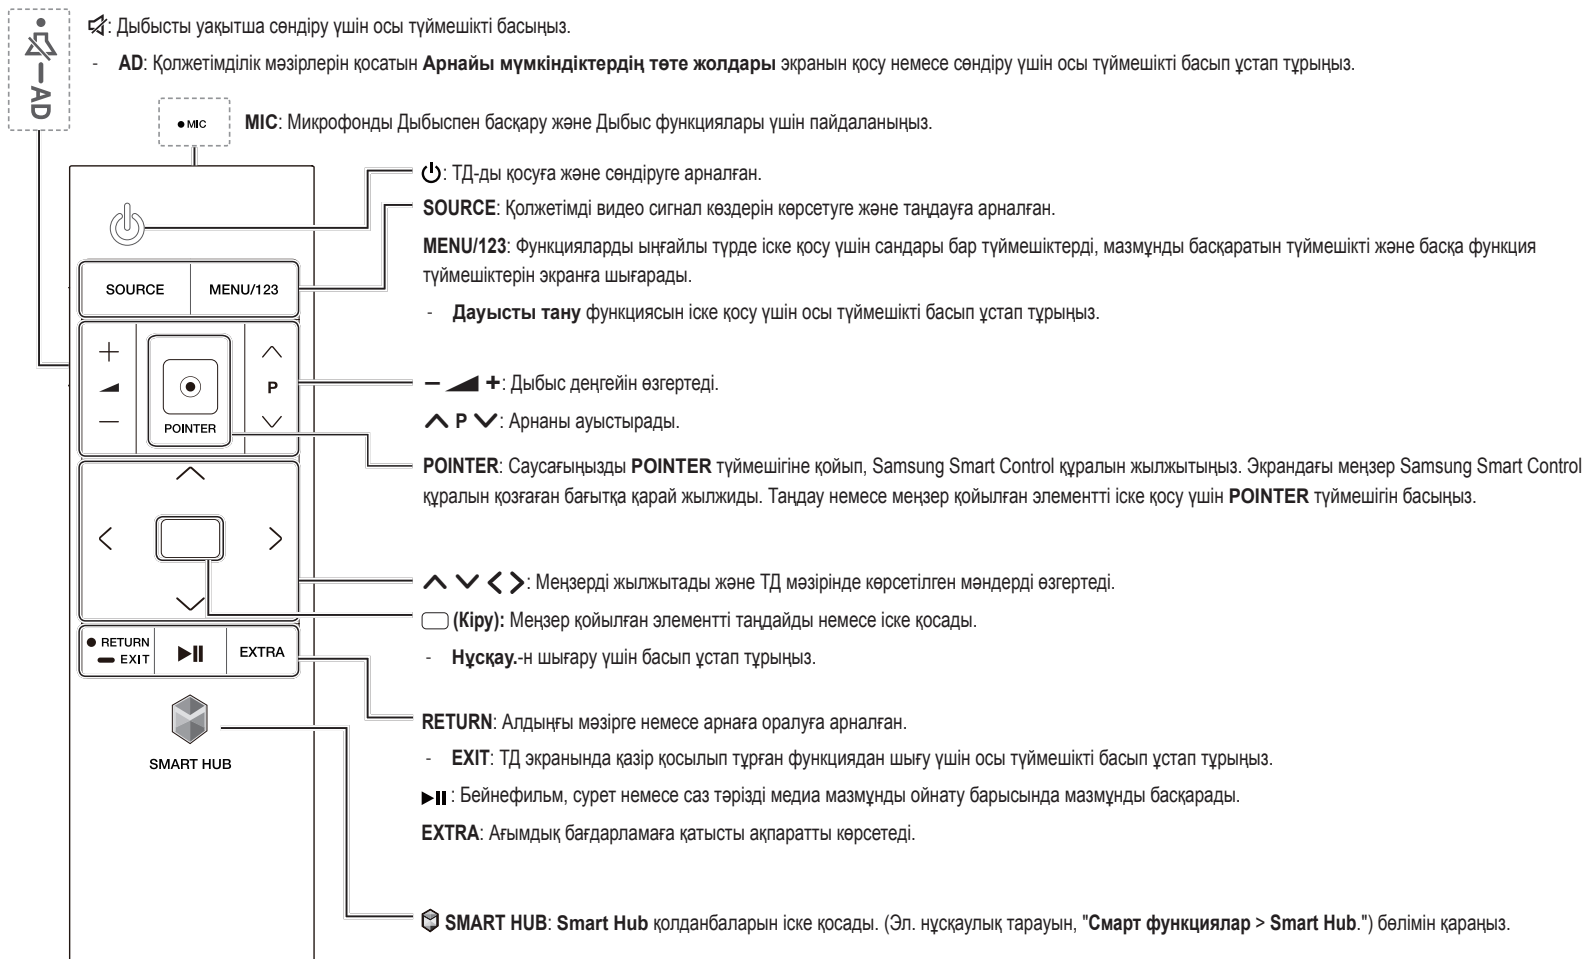 : Дыбысты уақытша сөндіру үшін осы түймешікті басыңыз.
- AD: Қолжетімділік мәзірлерін қосатын Арнайы мүмкіндіктердің төте жолдары экранын қосу немесе сөндіру үшін осы түймешікті басып ұстап тұрыңыз.
AD
MIC
MIC: Микрофонды Дыбыспен басқару және Дыбыс функциялары үшін пайдаланыңыз.
: ТД-ды қосуға және сөндіруге арналған.
SOURCE: Қолжетімді видео сигнал көздерін көрсетуге және таңдауға арналған.
MENU/123: Функцияларды ыңғайлы түрде іске қосу үшін сандары бар түймешіктерді, мазмұнды басқаратын түймешікті және басқа функция
түймешіктерін экранға шығарады.
- Дауысты тану функциясын іске қосу үшін осы түймешікті басып ұстап тұрыңыз.
SOURCE MENU/123
P
POINTER
– +: Дыбыс деңгейін өзгертеді.
P : Арнаны ауыстырады.
POINTER: Саусағыңызды POINTER түймешігіне қойып, Samsung Smart Control құралын жылжытыңыз. Экрандағы меңзер Samsung Smart Control
құралын қозғаған бағытқа қарай жылжиды. Таңдау немесе меңзер қойылған элементті іске қосу үшін POINTER түймешігін басыңыз.
: Меңзерді жылжытады және ТД мәзірінде көрсетілген мәндерді өзгертеді.
(Кіру): Меңзер қойылған элементті таңдайды немесе іске қосады.
- Нұсқау.-н шығару үшін басып ұстап тұрыңыз.
RETURN
EXIT
EXTRA
RETURN: Алдыңғы мәзірге немесе арнаға оралуға арналған.
- EXIT: ТД экранында қазір қосылып тұрған функциядан шығу үшін осы түймешікті басып ұстап тұрыңыз.
: Бейнефильм, сурет немесе саз тәрізді медиа мазмұнды ойнату барысында мазмұнды басқарады.
EXTRA: Ағымдық бағдарламаға қатысты ақпаратты көрсетеді.
SMART HUB
SMART HUB: Smart Hub қолданбаларын іске қосады. (Эл. нұсқаулық тарауын, "Смарт функциялар > Smart Hub.") бөлімін қараңыз.